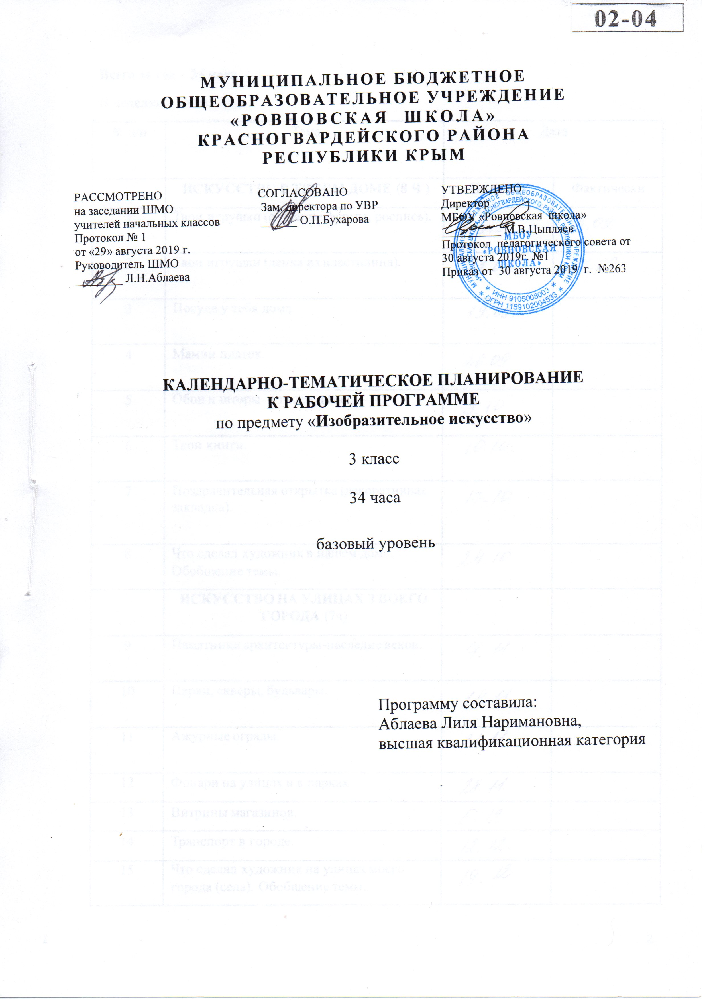 02-04
МУНИЦИПАЛЬНОЕ БЮДЖЕТНОЕ
ОБЩЕОБРАЗОВАТЕЛЬНОЕ УЧРЕЖДЕНИЕ
«РОВНОВСКАЯ ШКОЛА»
КРАСНОГВАРДЕЙСКОГО РАЙОНА
РЕСПУБЛИКИ КРЫМ
РАССМОТРЕНО
на заседании ШМО
учителей начальных классов
Протокол № 1
от «29» августа 2019 г.
Руководитель ШМО
Л.Н.Аблаева
СОГЛАСОВАНО
Зам. директора по УВР
О.П.Бухарова
УТВЕРЖДЕНО
Директор
МБОУ «Ровновская школа»
М.В.Цыпляев
Протокол педагогического совета от
30 августа 2019г. №1
Приказ от 30 августа 2019 г. №263
МБОУ
«РОВНОВСКАЯ
ШКОЛА»
ИНН 9105008003
ОГРН 1159102004533
КАЛЕНДАРНО-ТЕМАТИЧЕСКОЕ ПЛАНИРОВАНИЕ
К РАБОЧЕЙ ПРОГРАММЕ
по предмету «Изобразительное искусство»
3 класс
34 часа
базовый уровень
Программу составила:
Аблаева Лиля Наримановна,
высшая квалификационная категория